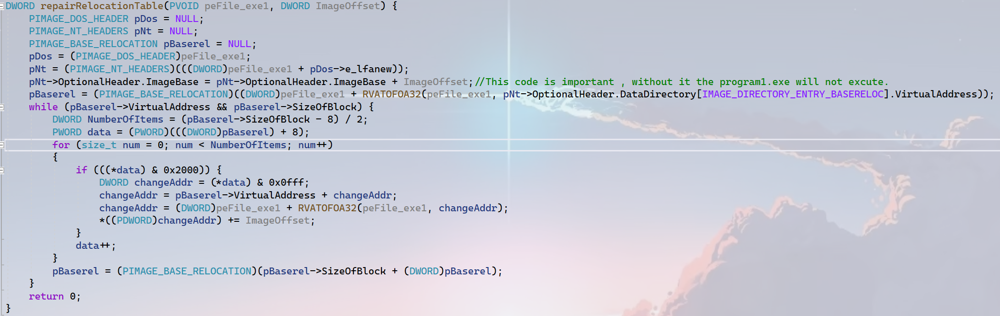 DWORD repairRelocationTable(PVOID peFile_exe1, DWORD ImageOffset) {
    PIMAGE_DOS_HEADER pDos = NULL;
    PIMAGE_NT_HEADERS pNt = NULL;
    PIMAGE_BASE_RELOCATION pBaserel = NULL;
    pDos = (PIMAGE_DOS_HEADER)peFile_exe1;
    pNt = (PIMAGE_NT_HEADERS)(((DWORD)peFile_exe1 + pDos->e_lfanew));
    pNt->OptionalHeader.ImageBase = pNt->OptionalHeader.ImageBase + ImageOffset;//This code is important , without it the program1.exe will not excute.
    pBaserel = (PIMAGE_BASE_RELOCATION)((DWORD)peFile_exe1 + RVATOFOA32(peFile_exe1, pNt->OptionalHeader.DataDirectory[IMAGE_DIRECTORY_ENTRY_BASERELOC].VirtualAddress));
    while (pBaserel->VirtualAddress && pBaserel->SizeOfBlock) {
        DWORD NumberOfItems = (pBaserel->SizeOfBlock - 8) / 2;
        PWORD data = (PWORD)(((DWORD)pBaserel) + 8);
        for (size_t num = 0; num < NumberOfItems; num++)
        {
            if (((*data) & 0x2000)) {
                DWORD changeAddr = (*data) & 0x0fff;
                changeAddr = pBaserel->VirtualAddress + changeAddr;
                changeAddr = (DWORD)peFile_exe1 + RVATOFOA32(peFile_exe1, changeAddr);
                *((PDWORD)changeAddr) += ImageOffset;
            }
            data++;
        }
        pBaserel = (PIMAGE_BASE_RELOCATION)(pBaserel->SizeOfBlock + (DWORD)pBaserel);
    }
    return 0;
}